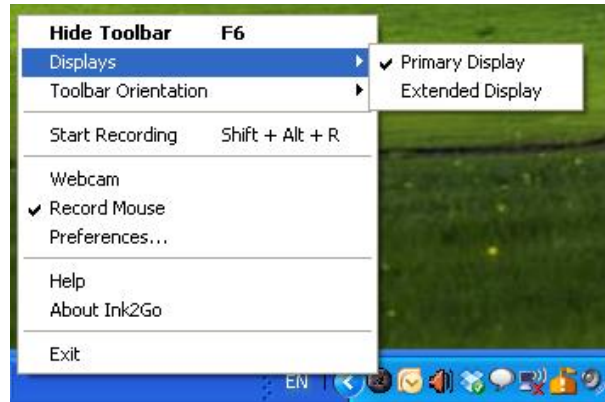 Hide Toolbar F6
Displays
Primary Display
Toolbar Orientation
Extended Display
Start Recording Shift + Alt + R
Webcam
Record Mouse
Preferences...
Help
About Ink2Go
Exit
EN